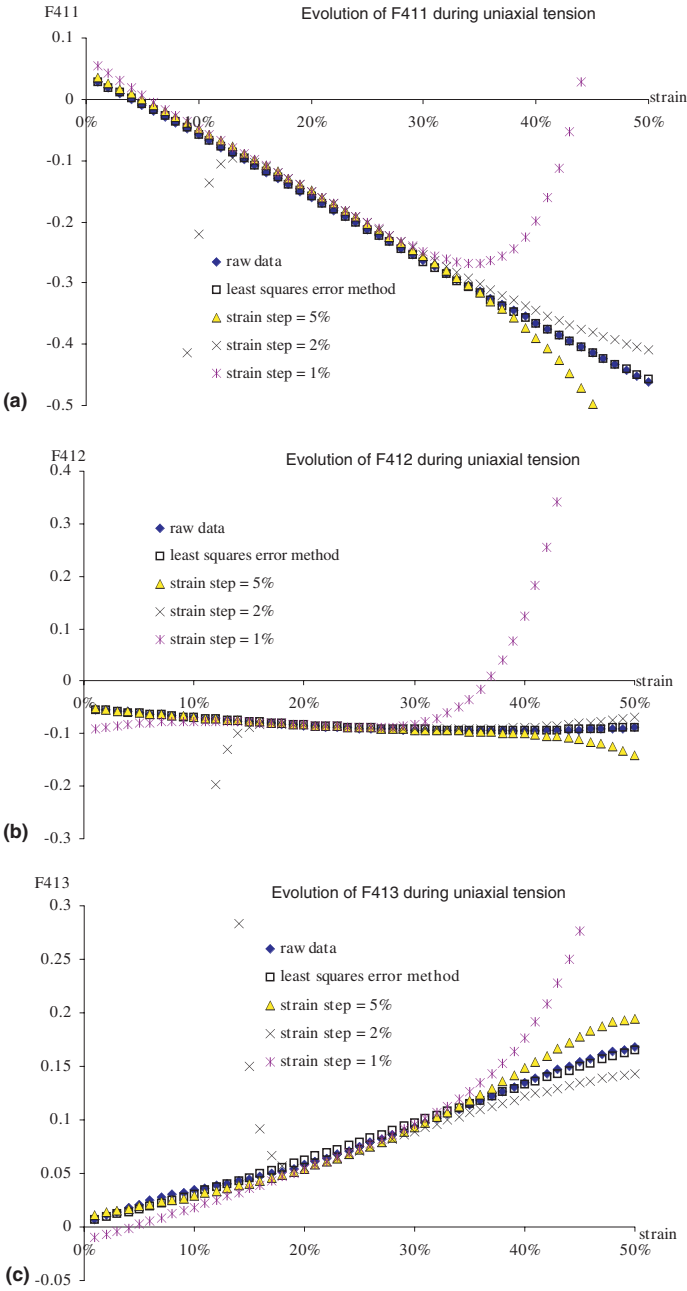 F411
Evolution of F411 during uniaxial tension
0.1
0
strain
0% 10% 20% 30% 40% 50%
-0.1
-0.2
-0.3
-0.4
-0.5
raw data
least squares error method
strain step = 5%
strain step = 2%
strain step = 1%
(a)
F412
Evolution of F412 during uniaxial tension
0.4
0.3
0.2
0.1
0
raw data
least squares error method
strain step = 5%
strain step = 2%
strain step = 1%
strain
0% 10% 20% 30% 40% 50%
-0.1
-0.2
-0.3
(b)
F413
Evolution of F413 during uniaxial tension
0.3
0.25
0.2
0.15
0.1
0.05
0
raw data
least squares error method
strain step = 5%
strain step = 2%
strain step = 1%
strain
0% 10% 20% 30% 40% 50%
-0.05
(c)